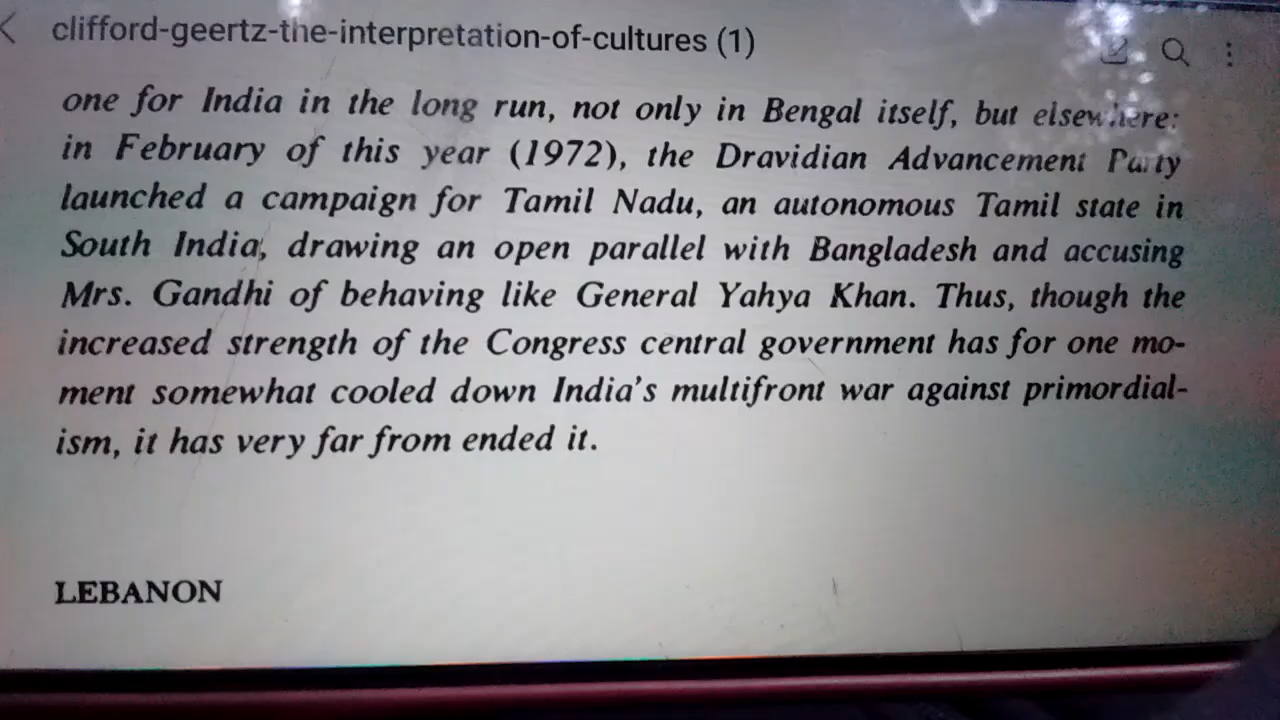 clifford-geertz-the-interpretation-of-cultures (1)
one for India in the long run, not only in Bengal itself, but elsewhere:
in February of this year (1972), the Dravidian Advancement Party
launched a campaign for Tamil Nadu, an autonomous Tamil state in
South India, drawing an open parallel with Bangladesh and accusing
Mrs. Gandhi of behaving like General Yahya Khan. Thus, though the
increased strength of the Congress central government has for one mo-
ment somewhat cooled down India's multifront war against primordial-
ism, it has very far from ended it.
LEBANON